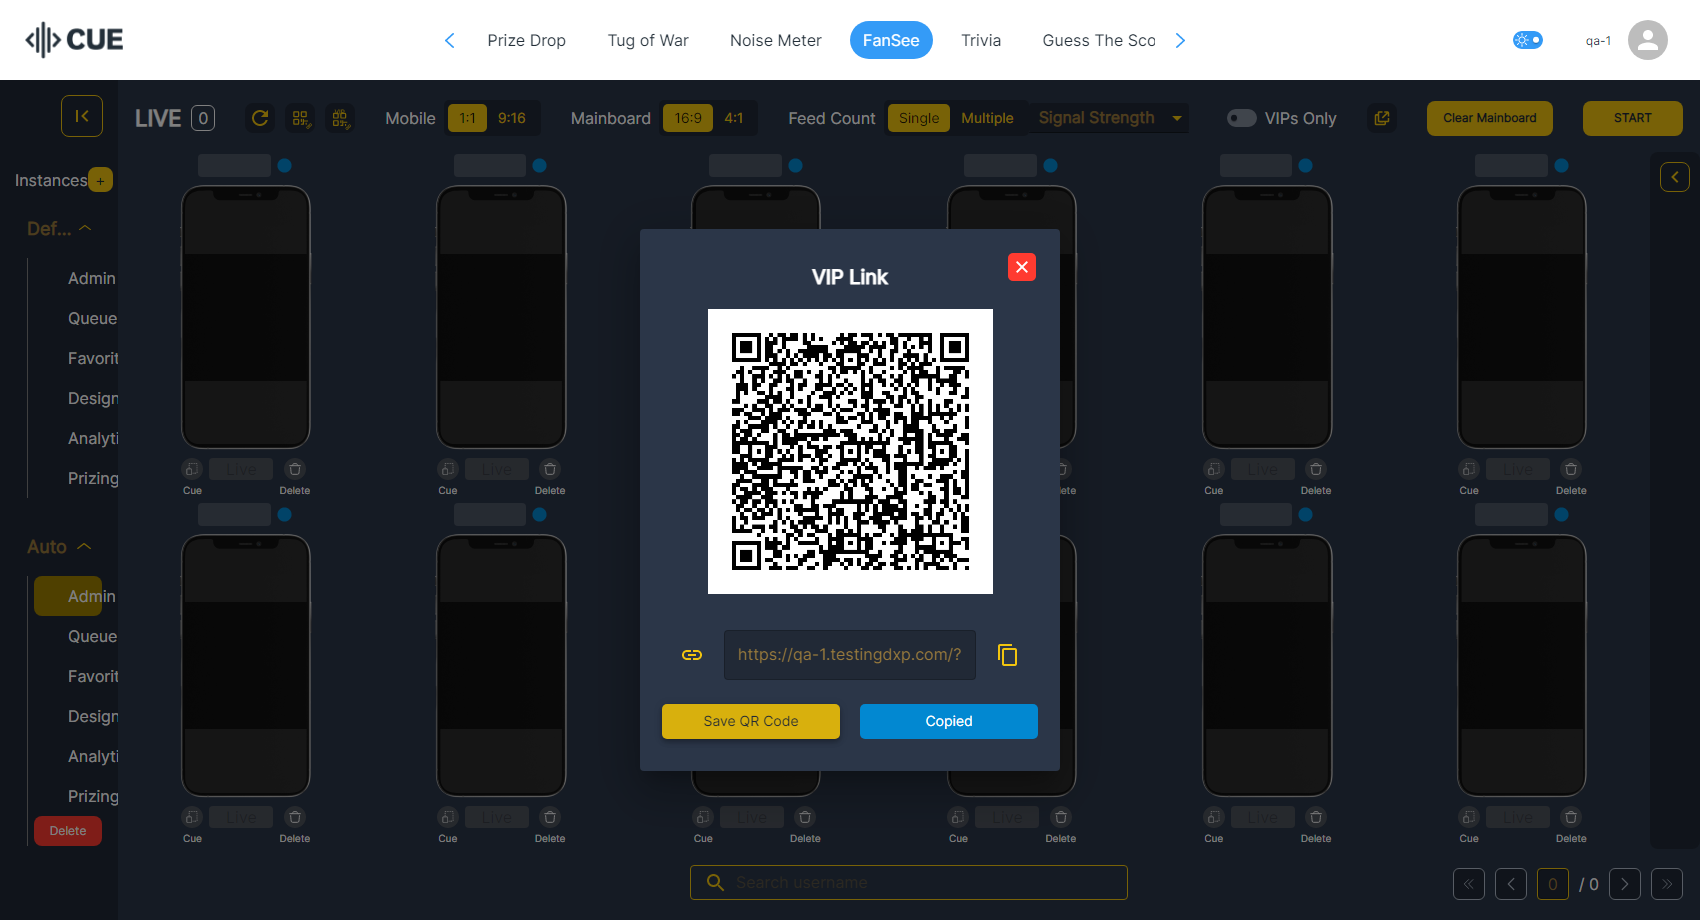 CUE
Prize Drop
Tug of War
Noise Meter
FanSee
Trivia
Guess The Sco
qa-1
LIVE 0
Mobile 1:1 9:16
Mainboard 16:9 4:1
Feed Count Single Multiple
Signal Strength
VIPs Only
Clear Mainboard
START
Instances +
Def...
Admin
Queue
Favorit
Design
Analyti
Prizing
Auto
Admin
Queue
Favorit
Design
Analyti
Prizing
Delete
Live
Cue Delete
Live
Cue Delete
ete
Live
Cue Delete
Live
Cue Delete
VIP Link
https://qa-1.testingdxp.com/?
Save QR Code
Copied
Live
Cue Delete
Live
Cue Delete
Live
Cue Delete
Live
Cue Delete
Live
Cue Delete
Live
Cue Delete
Search username
0 / 0